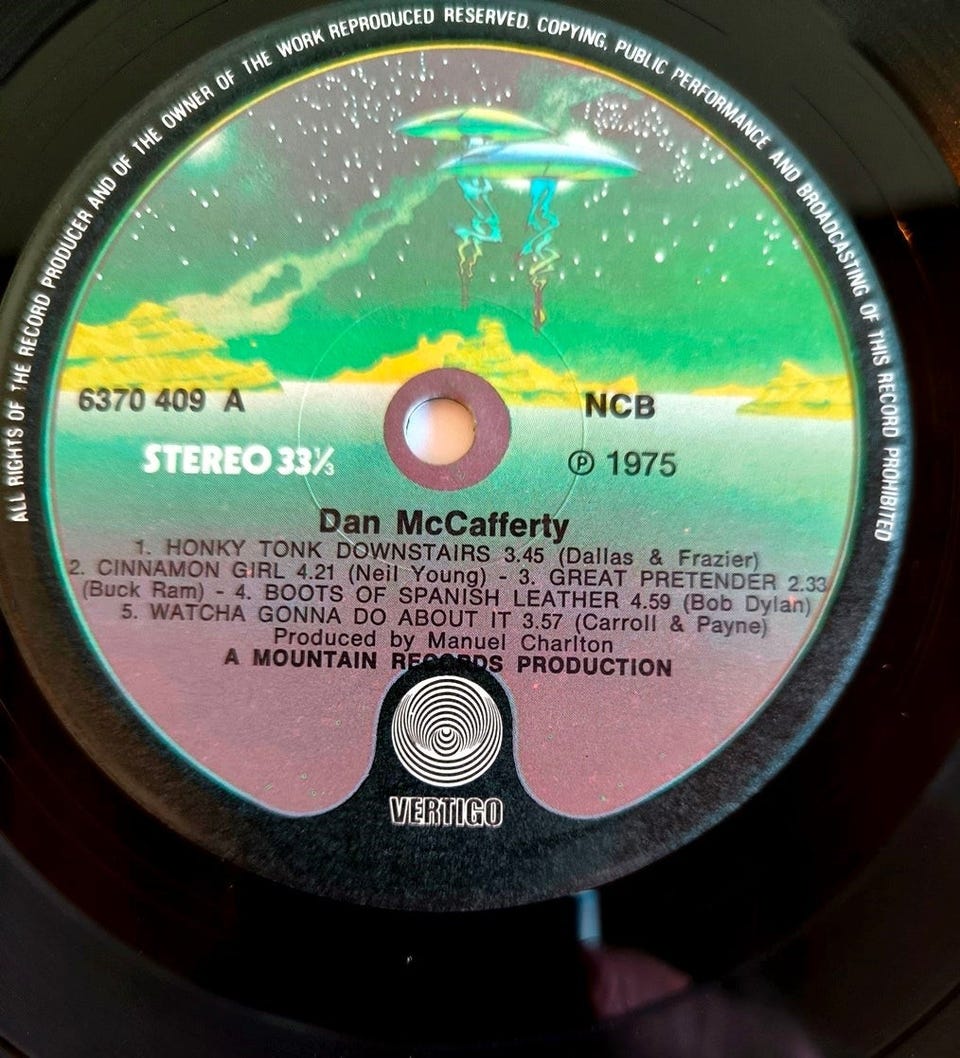 ALL RIGHTS OF THE RECORD PRODUCER AND OF THE OWNER OF THE WORK REPRODUCED RESERVED. COPYING, PUBLIC PERFORMANCE AND BROADCASTING OF THIS RECORD PROHIBITED
6370 409 A
NCB
STEREO 33⅓
℗ 1975
Dan McCafferty
1. HONKY TONK DOWNSTAIRS 3.45 (Dallas & Frazier)
2. CINNAMON GIRL 4.21 (Neil Young) - 3. GREAT PRETENDER 2.33
(Buck Ram) - 4. BOOTS OF SPANISH LEATHER 4.59 (Bob Dylan)
5. WATCHA GONNA DO ABOUT IT 3.57 (Carroll & Payne)
Produced by Manuel Charlton
A MOUNTAIN RECORDS PRODUCTION
VERTIGO